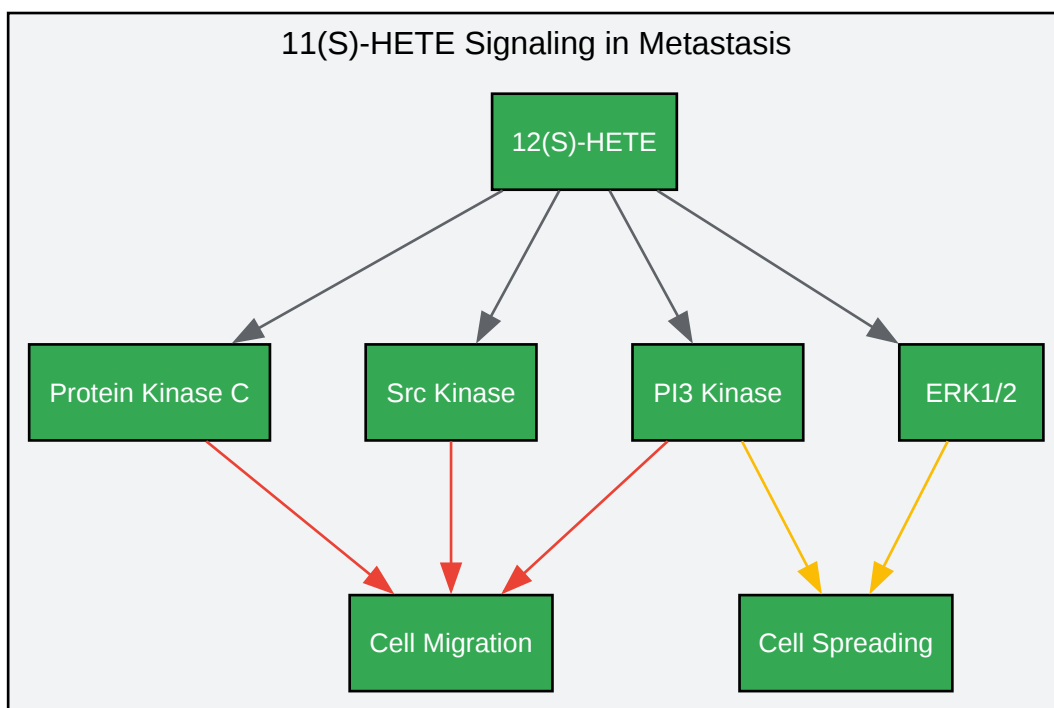 11(S)-HETE Signaling in Metastasis
12(S)-HETE
Protein Kinase C
Src Kinase
PI3 Kinase
ERK1/2
Cell Migration
Cell Spreading